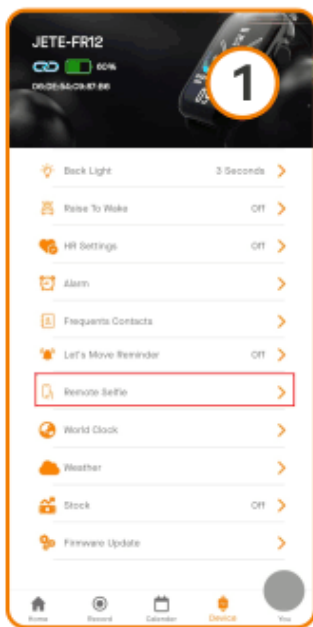 JETE-FR12
60%
1
Back Light 3 Seconds
Raise To Wake Off
HR Settings Off
Alarm
Frequents Contacts
Let's Move Reminder Off
Remote Selfie
World Clock
Weather
Stock Off
Firmware Update
Home Record Calendar Device You